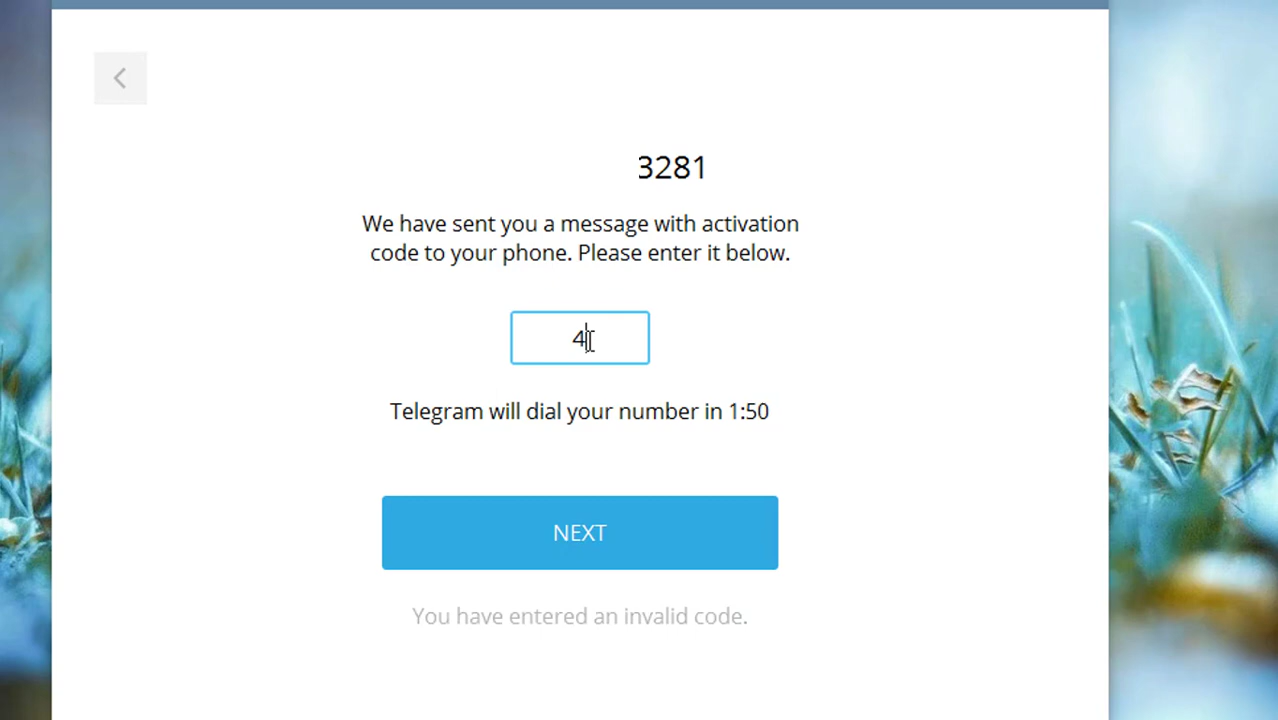 3281
We have sent you a message with activation
code to your phone. Please enter it below.
4
Telegram will dial your number in 1:50
NEXT
You have entered an invalid code.